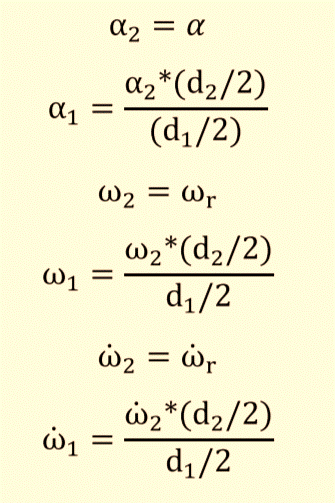 α₂ = α
α₁ = α₂*(d₂/2)/(d₁/2)
ω₂ = ωᵣ
ω₁ = ω₂*(d₂/2)/d₁/2
ω̇₂ = ω̇ᵣ
ω̇₁ = ω̇₂*(d₂/2)/d₁/2